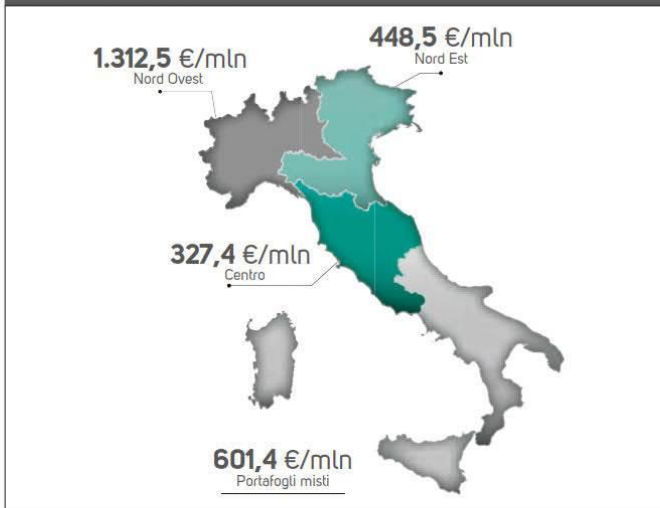 1.312,5 €/mln
Nord Ovest
448,5 €/mln
Nord Est
327,4 €/mln
Centro
601,4 €/mln
Portafogli misti